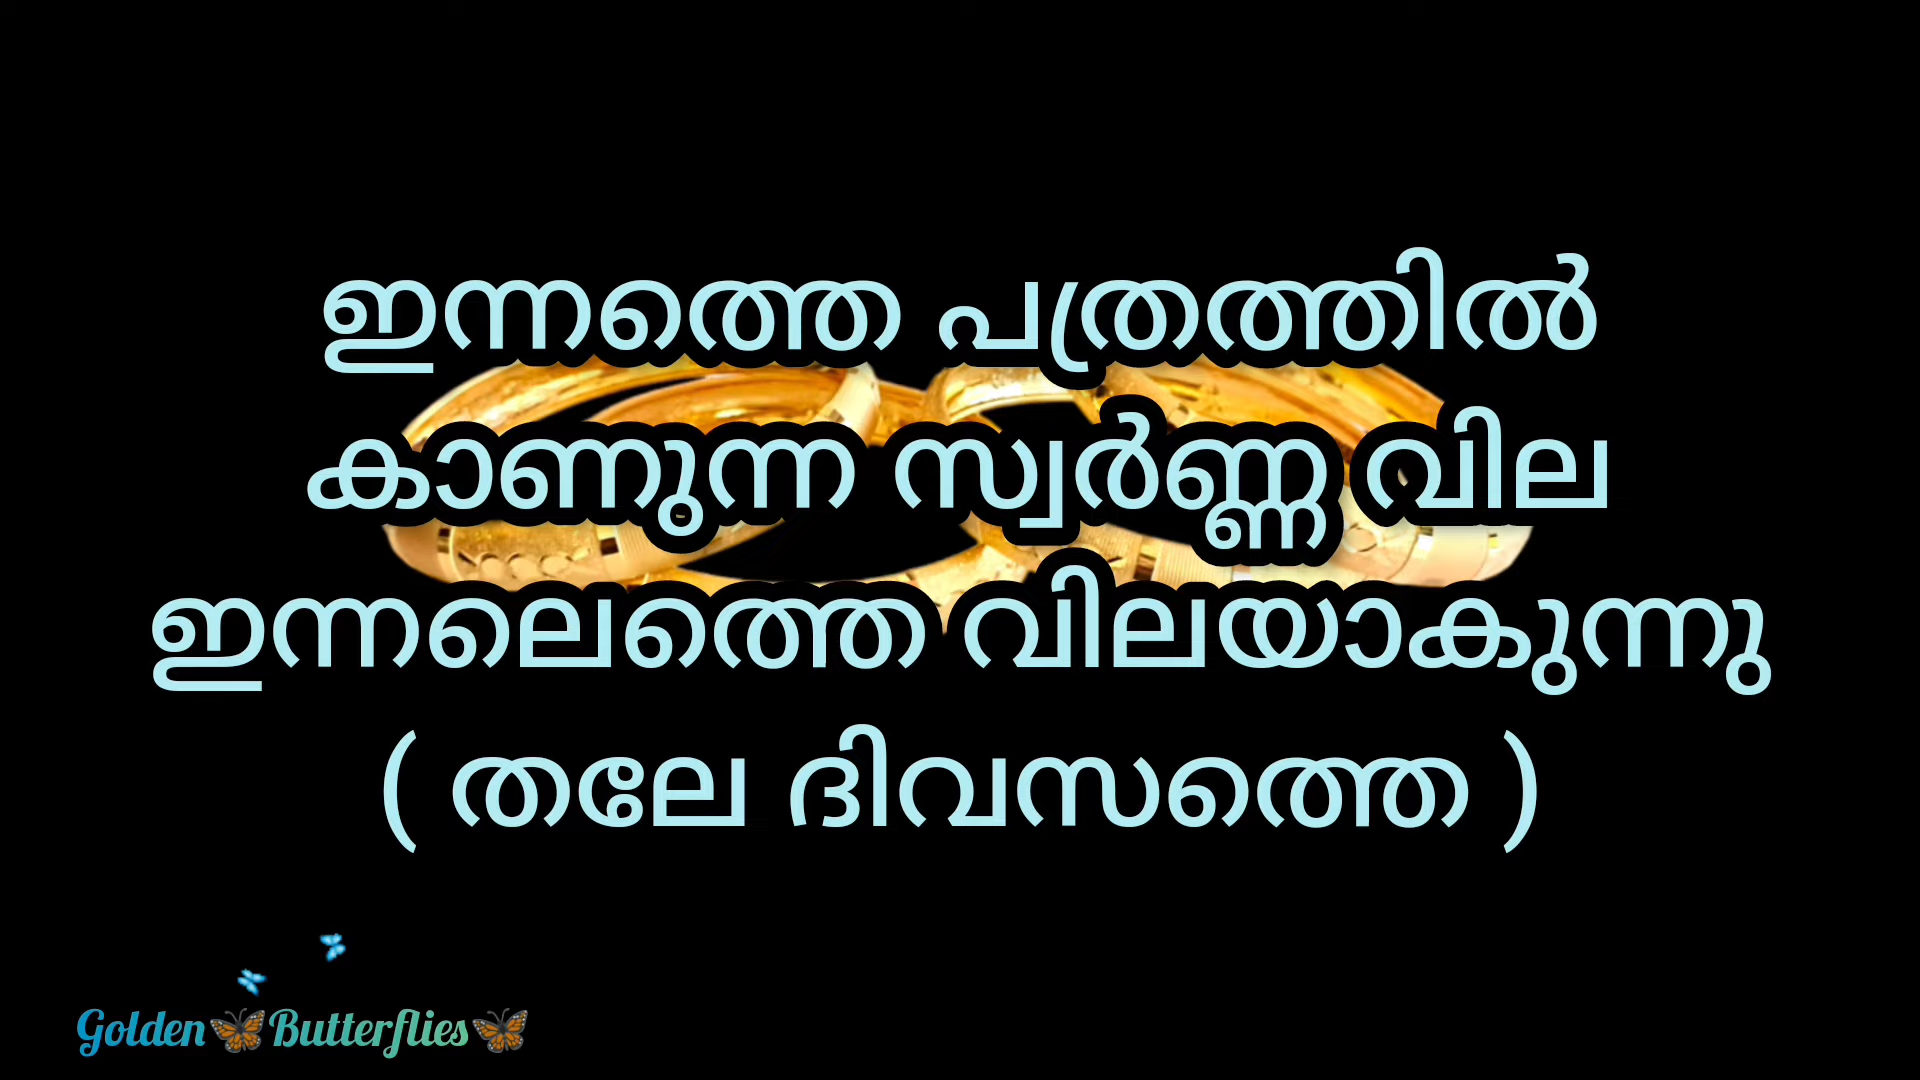 ഇന്നത്തെ പത്രത്തിൽ
കാണുന്ന സ്വർണ്ണ വില
ഇന്നലെത്തെ വിലയാകുന്നു
( തലേ ദിവസത്തെ )
Golden🦋Butterflies🦋